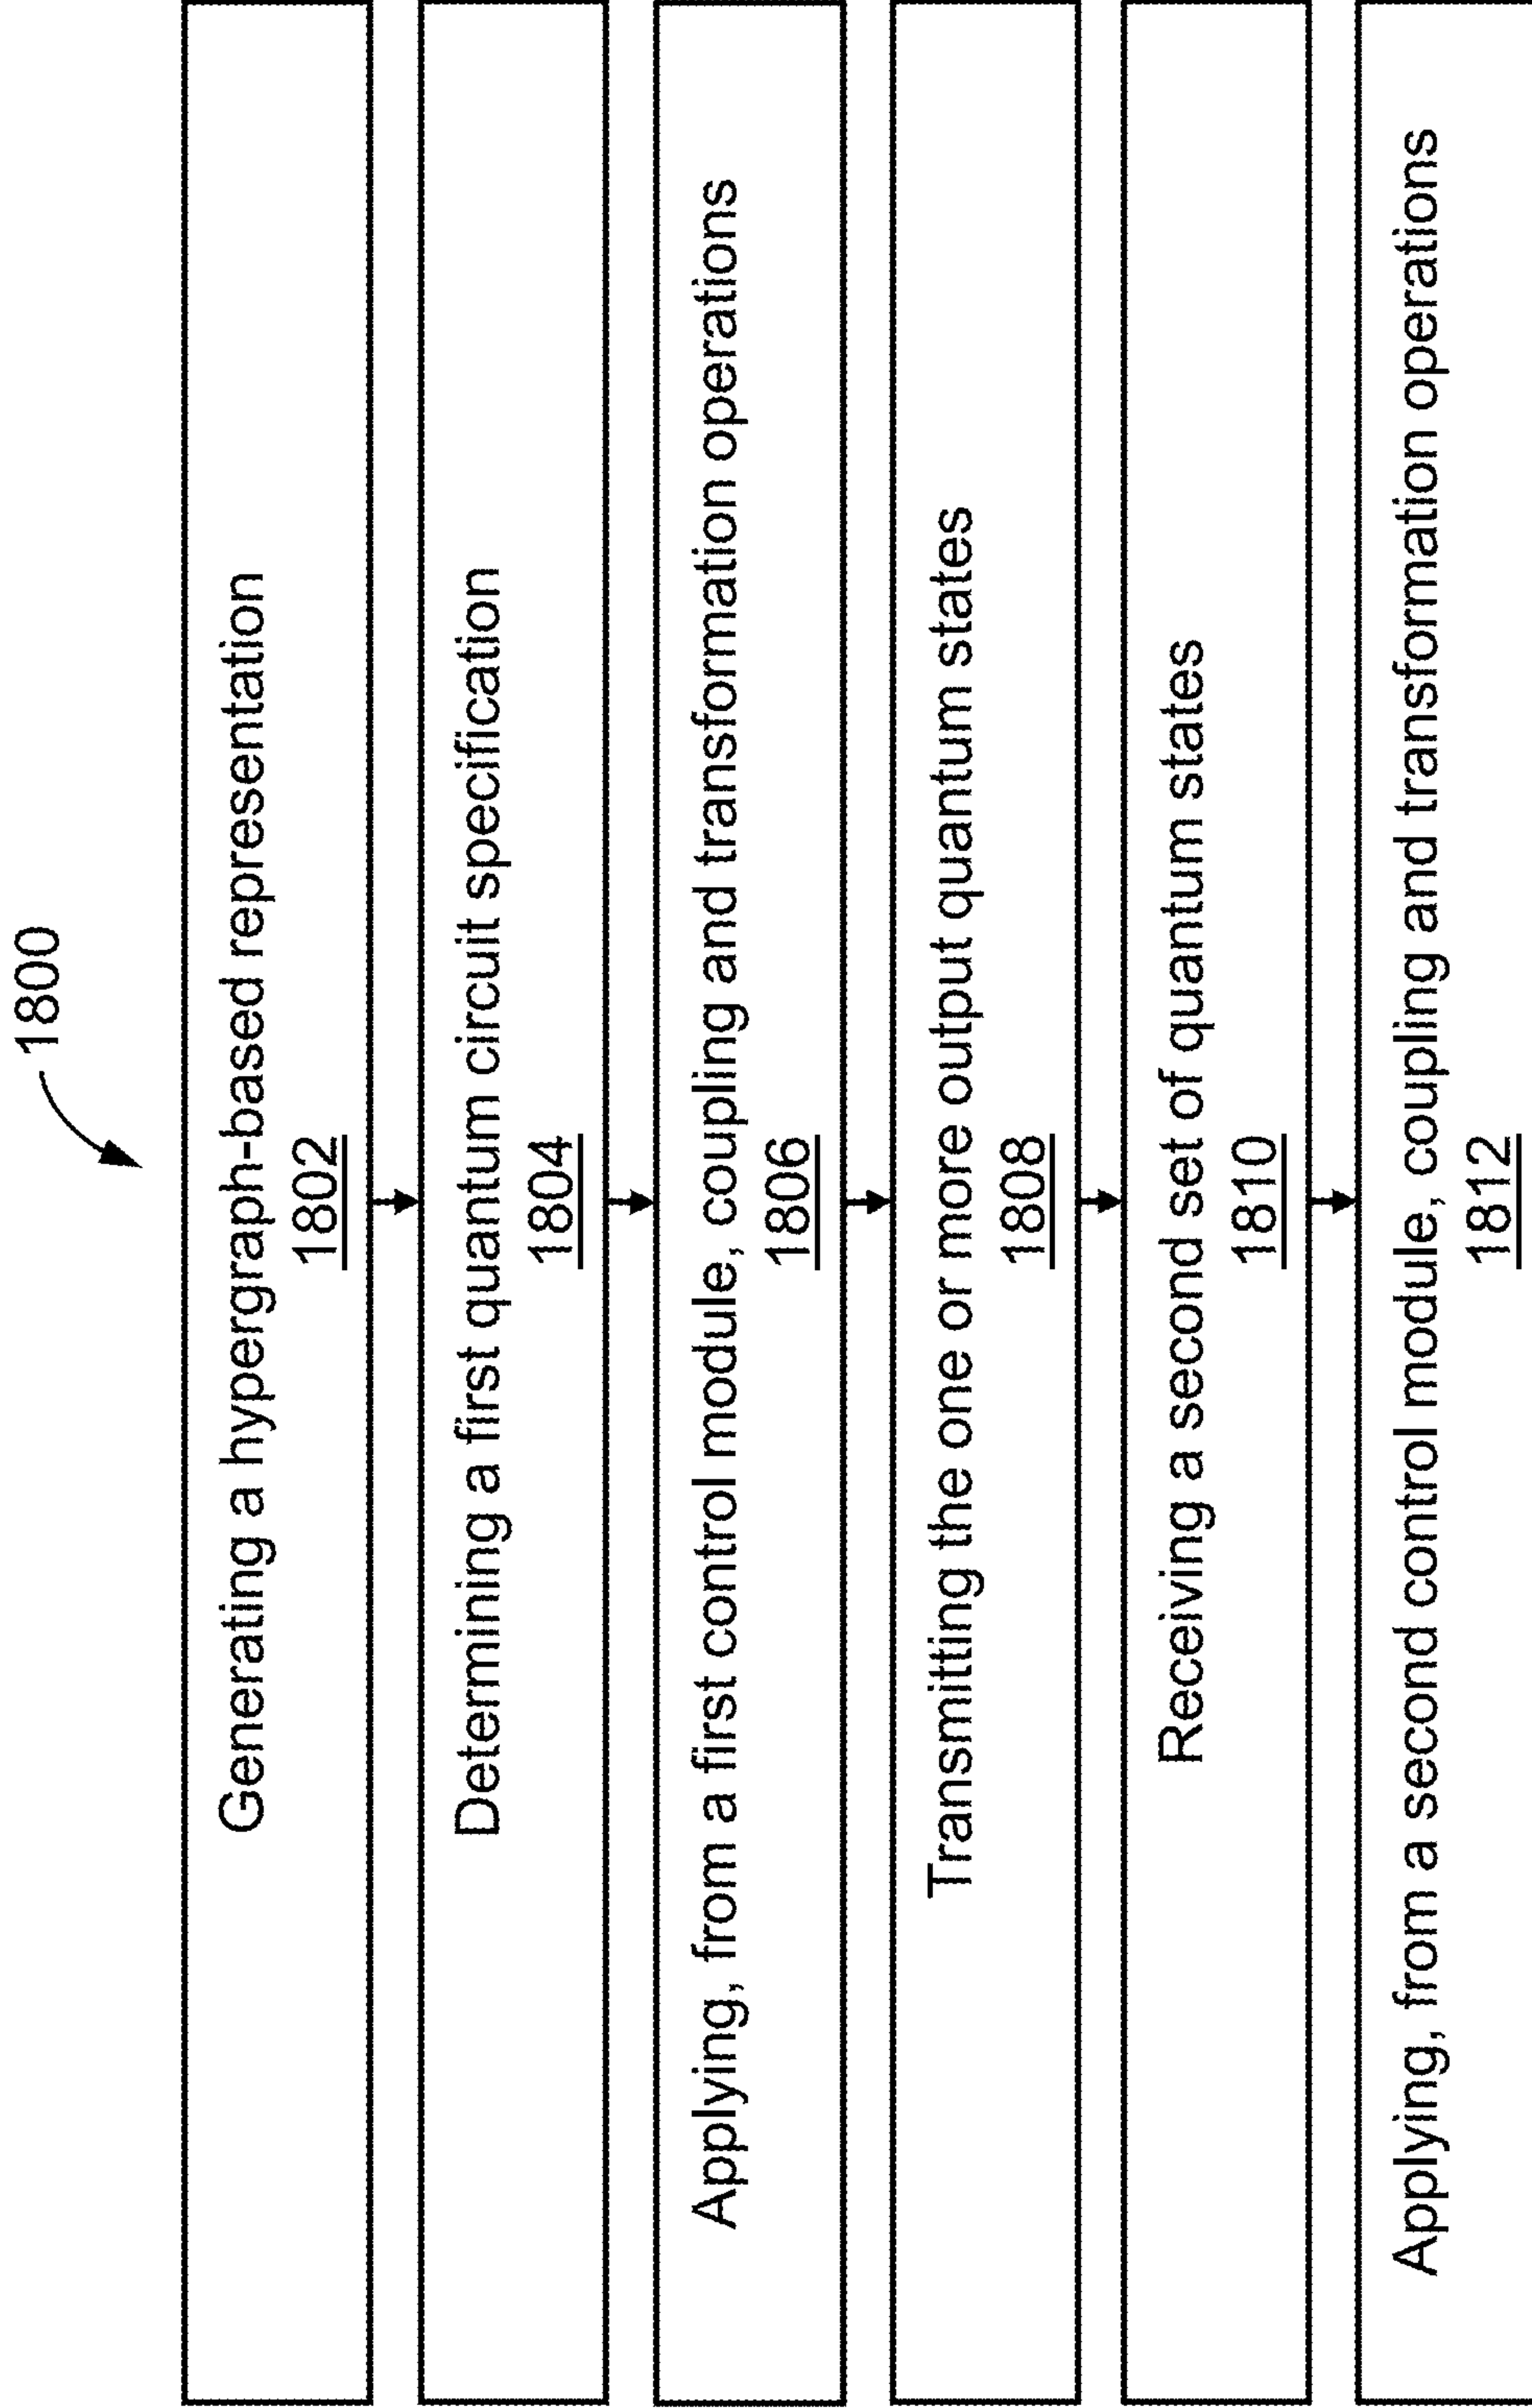 1800
Generating a hypergraph-based representation
1802
Determining a first quantum circuit specification
1804
Applying, from a first control module, coupling and transformation operations
1806
Transmitting the one or more output quantum states
1808
Receiving a second set of quantum states
1810
Applying, from a second control module, coupling and transformation operations
1812